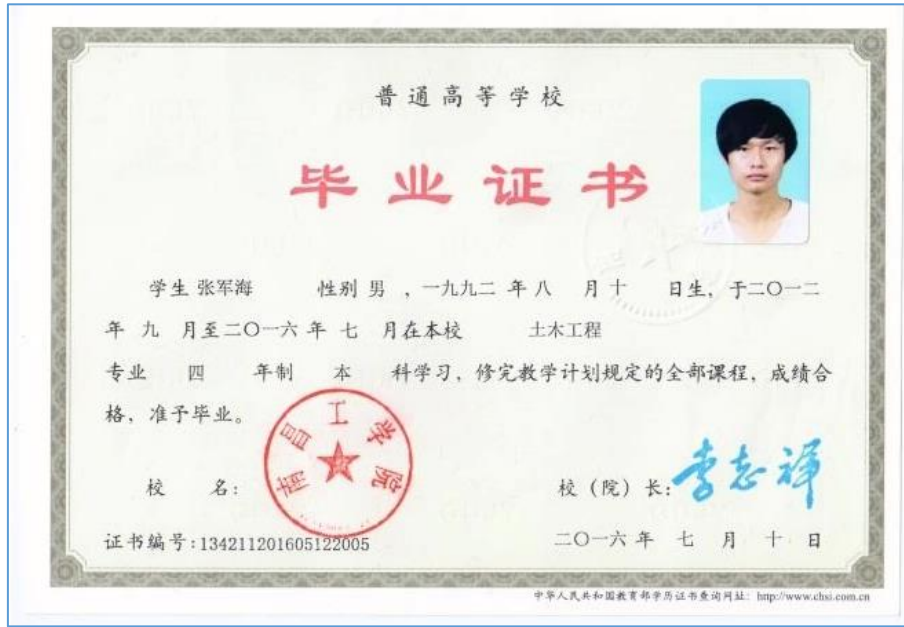 普通高等学校
毕业证书
学生 张军海 性别 男 ，一九九二 年 八 月 十 日生，于二〇一二
年 九 月至二〇一六 年 七 月在本校 土木工程
专业 四 年制 本 科学习，修完教学计划规定的全部课程，成绩合
格，准予毕业。
南昌工学院
校 名： 校（院）长：李志祥
证书编号:134211201605122005 二〇一六 年 七 月 十 日
中华人民共和国教育部学历证书查询网址：http://www.chsi.com.cn